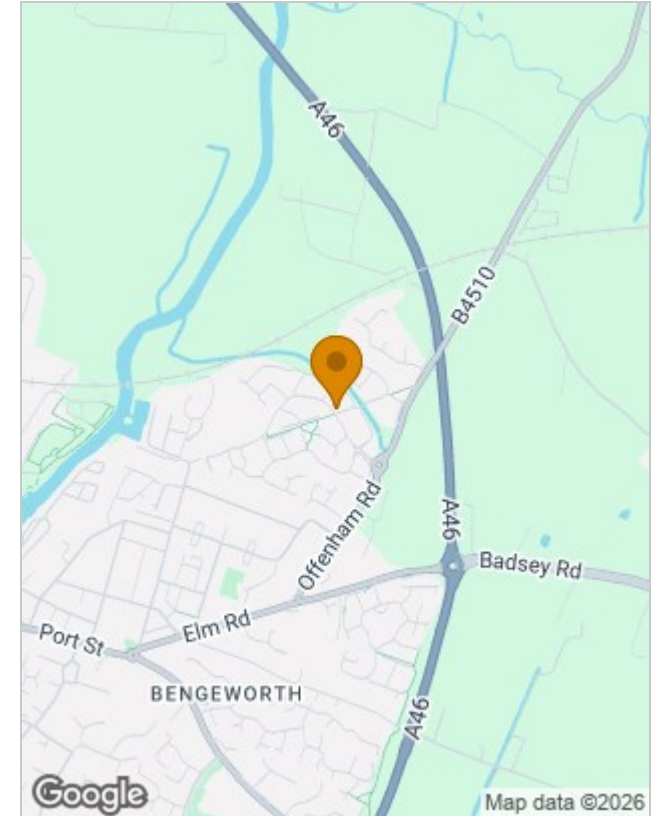 A46
B4510
Offenham Rd
A46
Badsey Rd
Elm Rd
Port St
BENGEWORTH
A46
Google
Map data ©2026